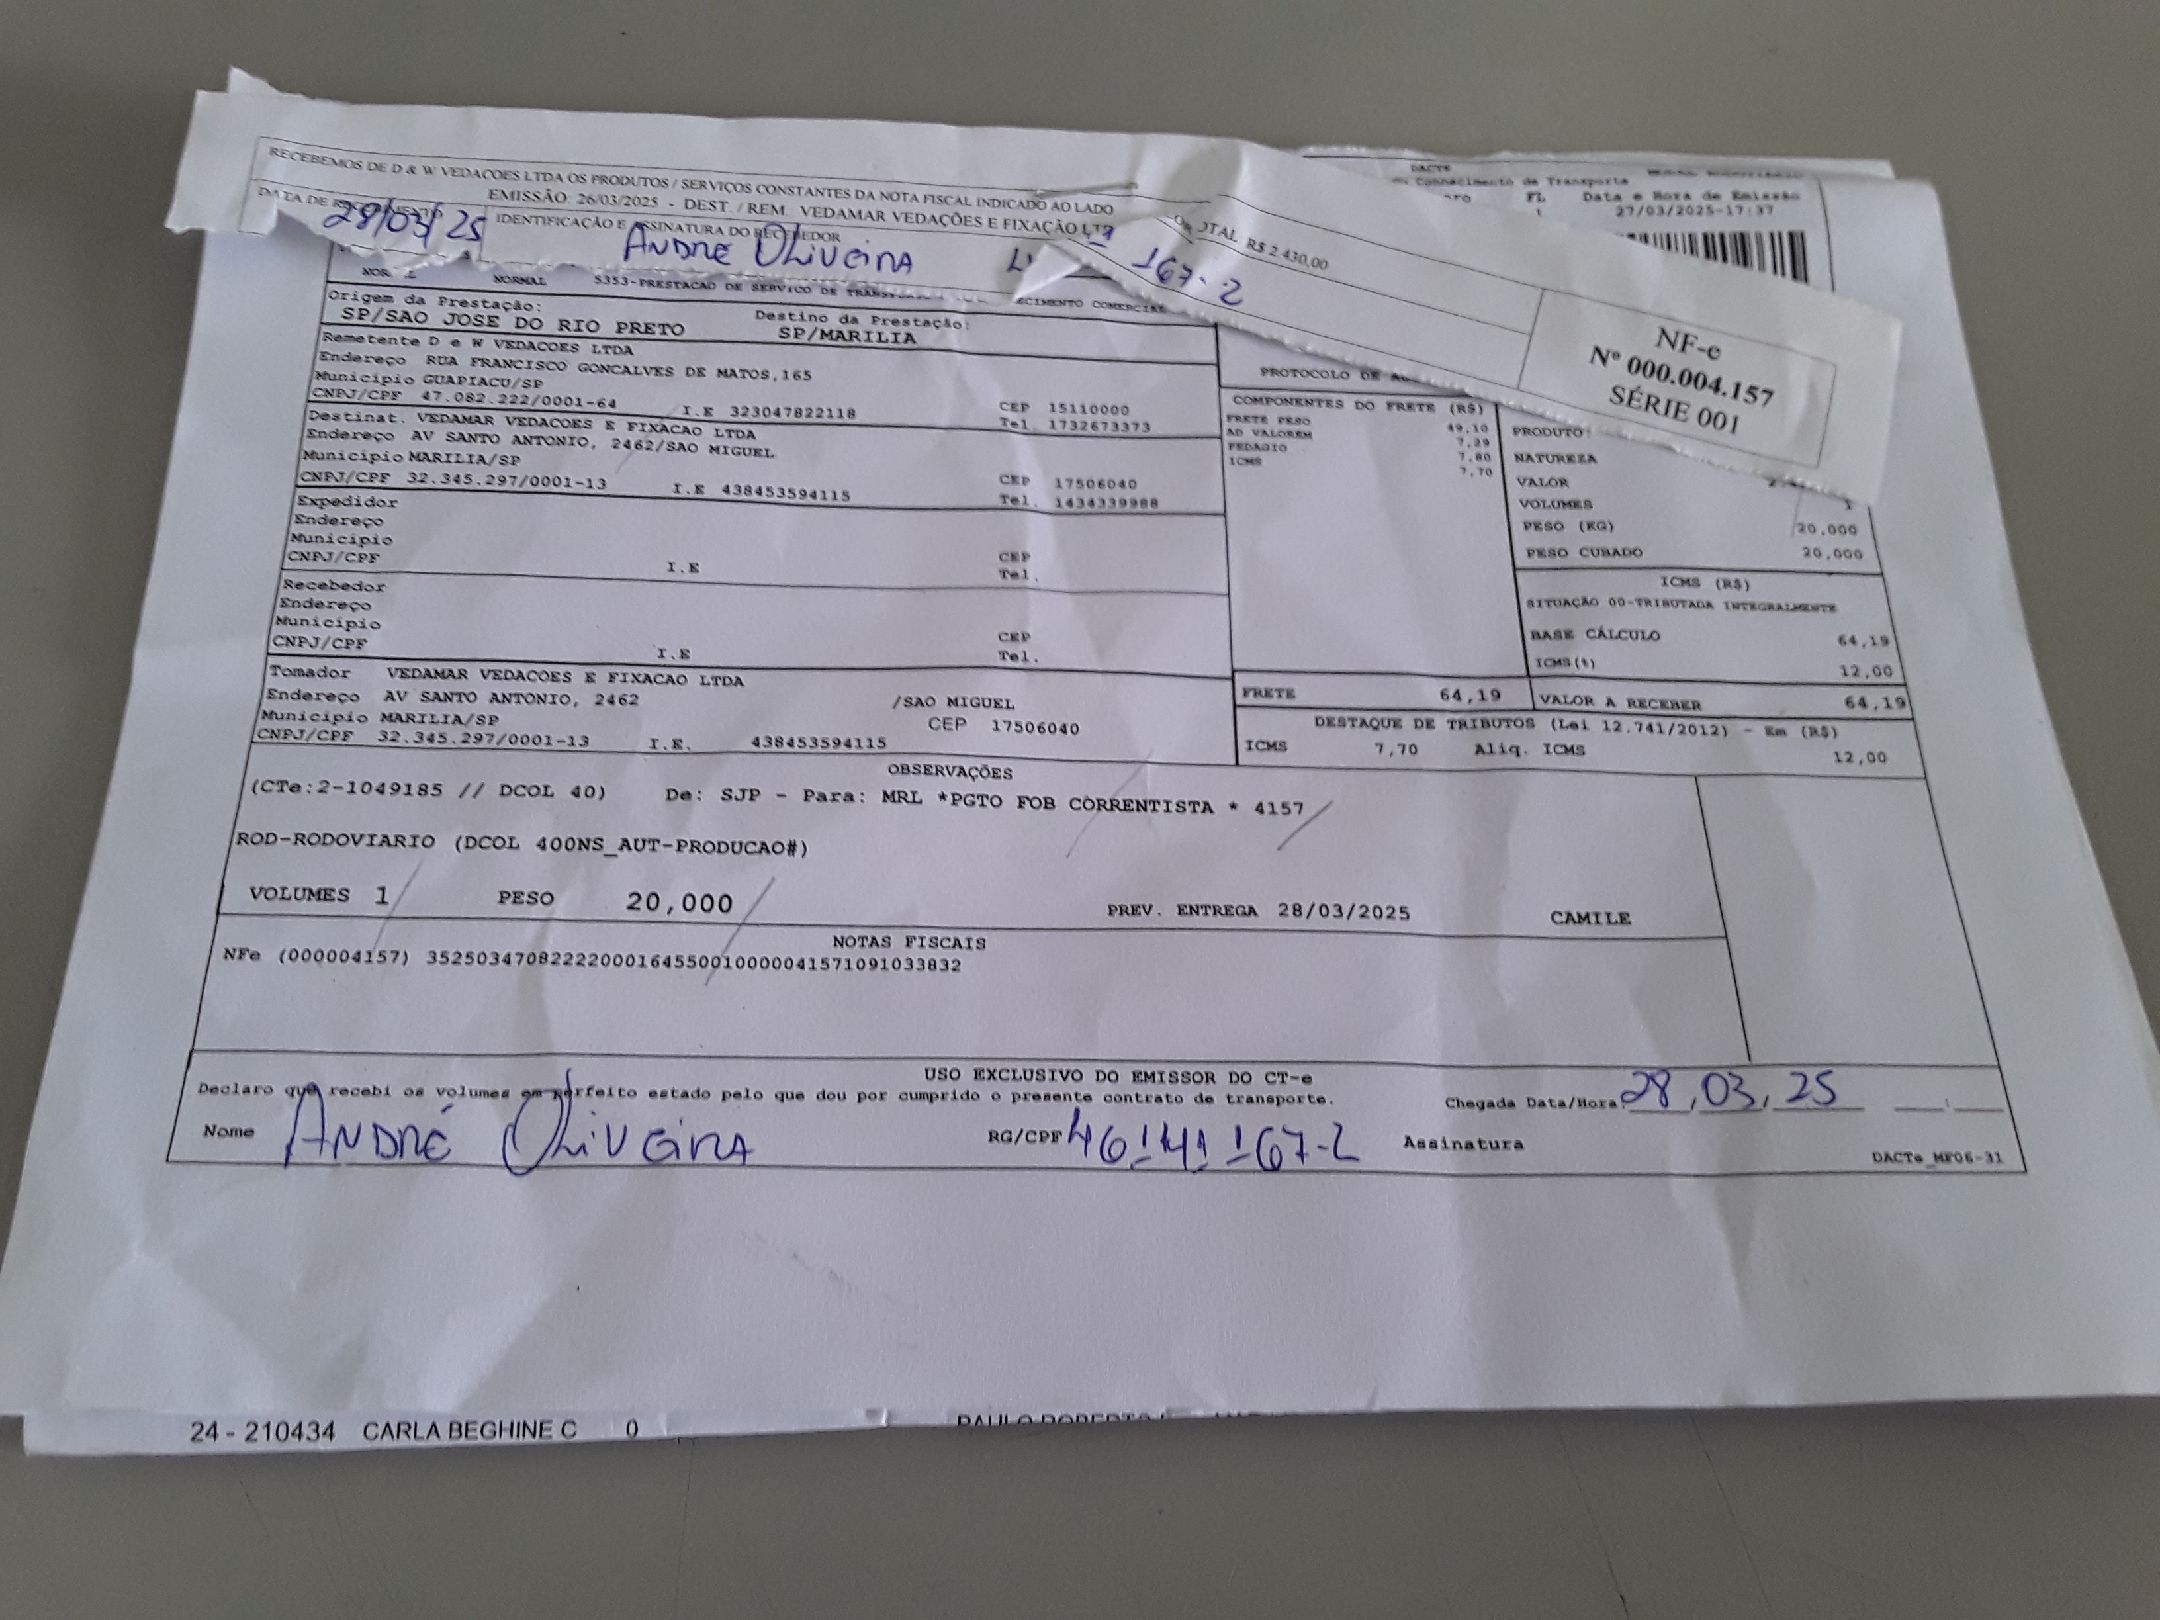 RECEBEMOS DE D & W VEDACOES LTDA OS PRODUTOS / SERVIÇOS CONSTANTES DA NOTA FISCAL INDICADO AO LADO
EMISSÃO: 26/03/2025 - DEST. / REM. VEDAMAR VEDAÇÕES E FIXAÇÃO
TOTAL R$ 2.430,00
DATA DE
IDENTIFICAÇÃO E ASSINATURA DO RECEBEDOR
28/03/25
ANDRÉ OLIVEIRA
167-2
NF-e
Nº 000.004.157
SÉRIE 001
DACTE
Conhecimento de Transporte
FL
Data e Hora de Emissão
1
27/03/2025-17:37
NORMAL
5353-PRESTACAO DE SERVICO DE
COMERCIAL
Origem da Prestação:
SP/SAO JOSE DO RIO PRETO
Destino da Prestação:
SP/MARILIA
Remetente D e W VEDACOES LTDA
Endereço RUA FRANCISCO GONCALVES DE MATOS,165
Município GUAPIACU/SP
CEP 15110000
CNPJ/CPF 47.082.222/0001-64 I.E 323047822118
Tel. 1732673373
Destinat. VEDAMAR VEDACOES E FIXACAO LTDA
Endereço AV SANTO ANTONIO, 2462/SAO MIGUEL
Município MARILIA/SP
CEP 17506040
CNPJ/CPF 32.345.297/0001-13 I.E 438453594115
Tel. 1434339988
Expedidor
Endereço
Município
CEP
CNPJ/CPF I.E
Tel.
Recebedor
Endereço
Município
CEP
CNPJ/CPF I.E
Tel.
Tomador VEDAMAR VEDACOES E FIXACAO LTDA
Endereço AV SANTO ANTONIO, 2462 /SAO MIGUEL
Município MARILIA/SP CEP 17506040
CNPJ/CPF 32.345.297/0001-13 I.E. 438453594115
PROTOCOLO DE
COMPONENTES DO FRETE (R$)
FRETE PESO 49,10
AD VALOREM 7,29
PEDAGIO 7,80
ICMS 7,70
PRODUTO
NATUREZA
VALOR
VOLUMES 1
PESO (KG) 20,000
PESO CUBADO 20,000
ICMS (R$)
SITUAÇÃO 00-TRIBUTADA INTEGRALMENTE
BASE CÁLCULO 64,19
ICMS(%) 12,00
FRETE 64,19 VALOR A RECEBER 64,19
DESTAQUE DE TRIBUTOS (Lei 12.741/2012) - Em (R$)
ICMS 7,70 Aliq. ICMS 12,00
OBSERVAÇÕES
(CTe:2-1049185 // DCOL 40) De: SJP - Para: MRL *PGTO FOB CORRENTISTA * 4157
ROD-RODOVIARIO (DCOL 400NS_AUT-PRODUCAO#)
VOLUMES 1 PESO 20,000 PREV. ENTREGA 28/03/2025 CAMILE
NOTAS FISCAIS
NFe (000004157) 35250347082222000164550010000041571091033832
USO EXCLUSIVO DO EMISSOR DO CT-e
Declaro que recebi os volumes em perfeito estado pelo que dou por cumprido o presente contrato de transporte.
Chegada Data/Hora: 28,03,25
Nome ANDRÉ OLIVEIRA RG/CPF 46141167-2 Assinatura
DACTe_MF06-31
24 - 210434 CARLA BEGHINE C 0